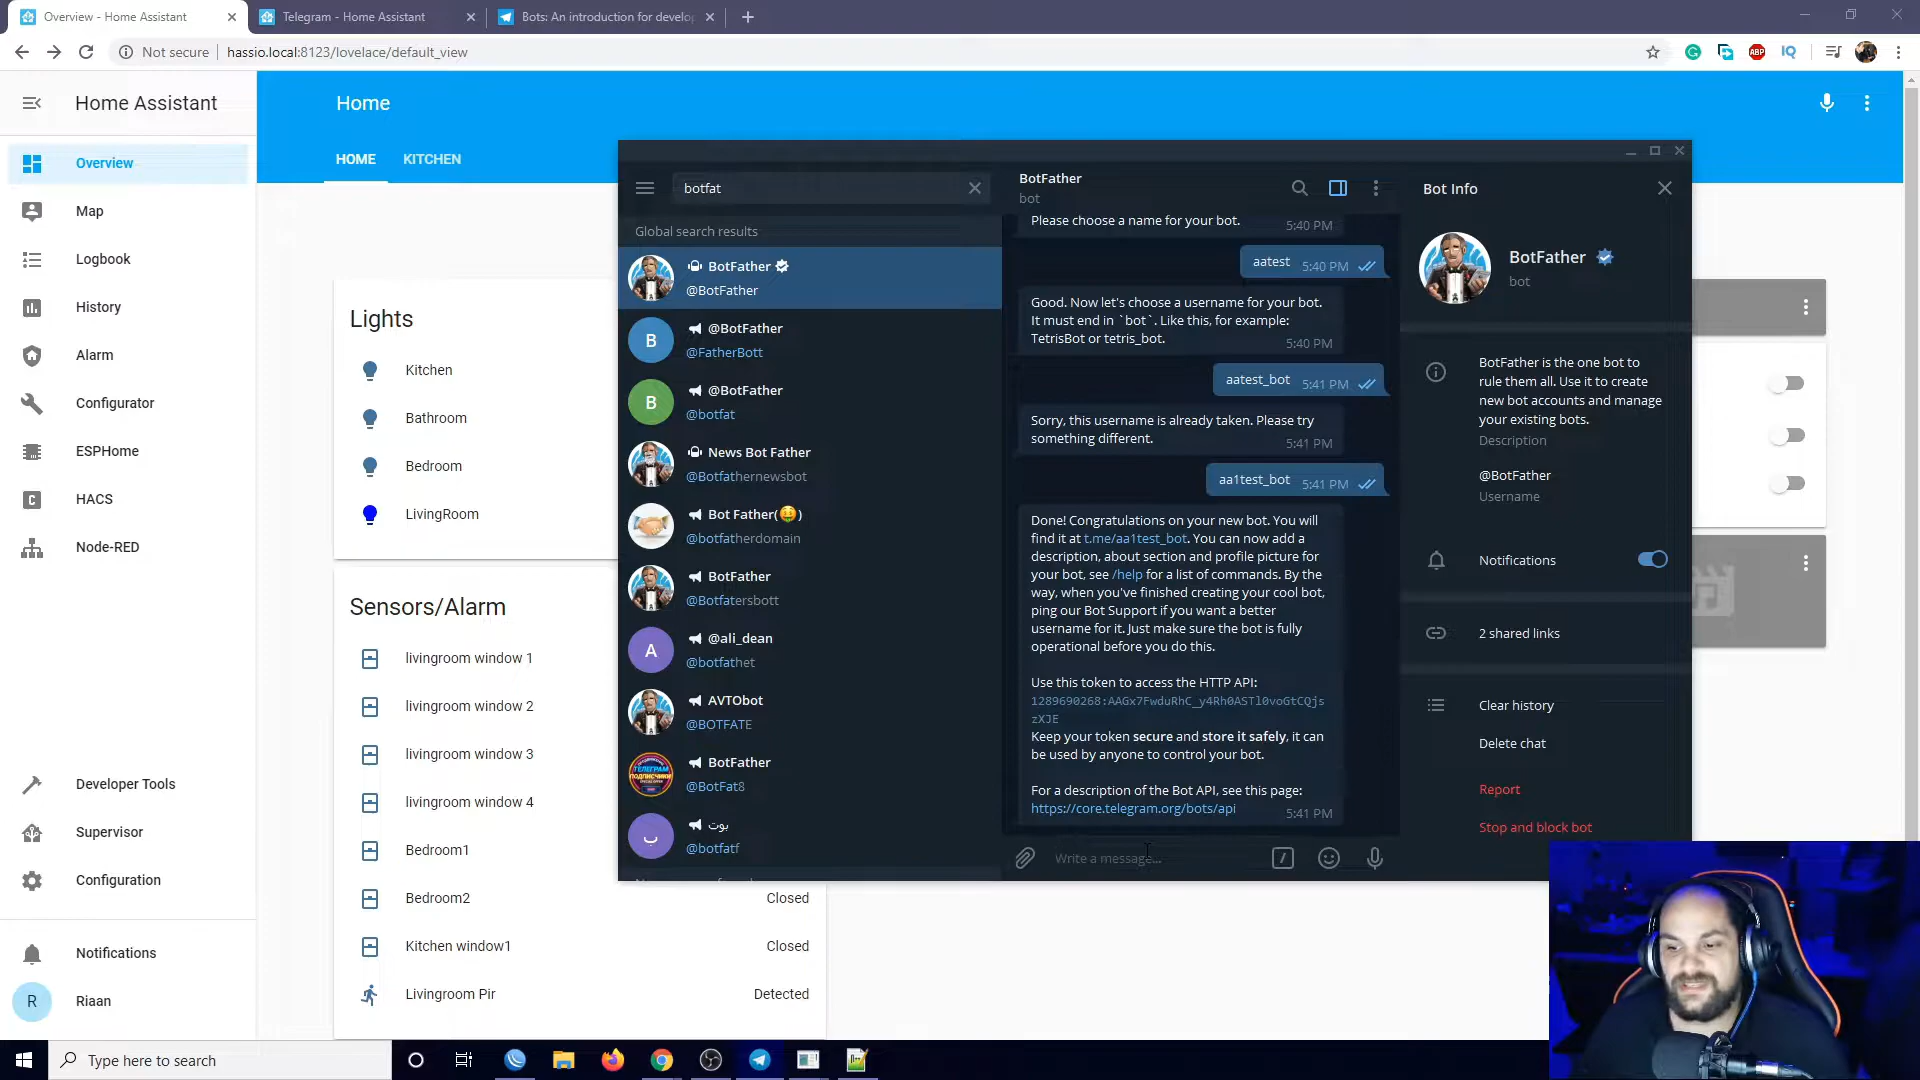 Overview - Home Assistant
Telegram - Home Assistant
Bots: An introduction for develo
Not secure
hassio.local:8123/lovelace/default_view
ABP
IQ
Home Assistant
Home
HOME
KITCHEN
Overview
Map
Logbook
History
Alarm
Configurator
ESPHome
HACS
Node-RED
Developer Tools
Supervisor
Configuration
Notifications
R
Riaan
Lights
Kitchen
Bathroom
Bedroom
LivingRoom
Sensors/Alarm
livingroom window 1
livingroom window 2
livingroom window 3
livingroom window 4
Bedroom1
Bedroom2
Closed
Kitchen window1
Closed
Livingroom Pir
Detected
botfat
Global search results
BotFather
@BotFather
B
@BotFather
@FatherBott
B
@BotFather
@botfat
News Bot Father
@Botfathernewsbot
Bot Father(🤑)
@botfatherdomain
BotFather
@Botfatersbott
A
@ali_dean
@botfathet
AVTObot
@BOTFATE
BotFather
@BotFat8
ب
بوت
@botfatf
BotFather
bot
Please choose a name for your bot.
5:40 PM
aatest
5:40 PM
Good. Now let's choose a username for your bot.
It must end in `bot`. Like this, for example:
TetrisBot or tetris_bot.
5:40 PM
aatest_bot
5:41 PM
Sorry, this username is already taken. Please try
something different.
5:41 PM
aa1test_bot
5:41 PM
Done! Congratulations on your new bot. You will
find it at t.me/aa1test_bot. You can now add a
description, about section and profile picture for
your bot, see /help for a list of commands. By the
way, when you've finished creating your cool bot,
ping our Bot Support if you want a better
username for it. Just make sure the bot is fully
operational before you do this.
Use this token to access the HTTP API:
1289690268:AAGx7FwduRhC_y4Rh0ASTl0voGtCQjs
zXJE
Keep your token secure and store it safely, it can
be used by anyone to control your bot.
For a description of the Bot API, see this page:
https://core.telegram.org/bots/api
5:41 PM
Write a message...
Bot Info
BotFather
bot
BotFather is the one bot to
rule them all. Use it to create
new bot accounts and manage
your existing bots.
Description
@BotFather
Username
Notifications
2 shared links
Clear history
Delete chat
Report
Stop and block bot
Type here to search